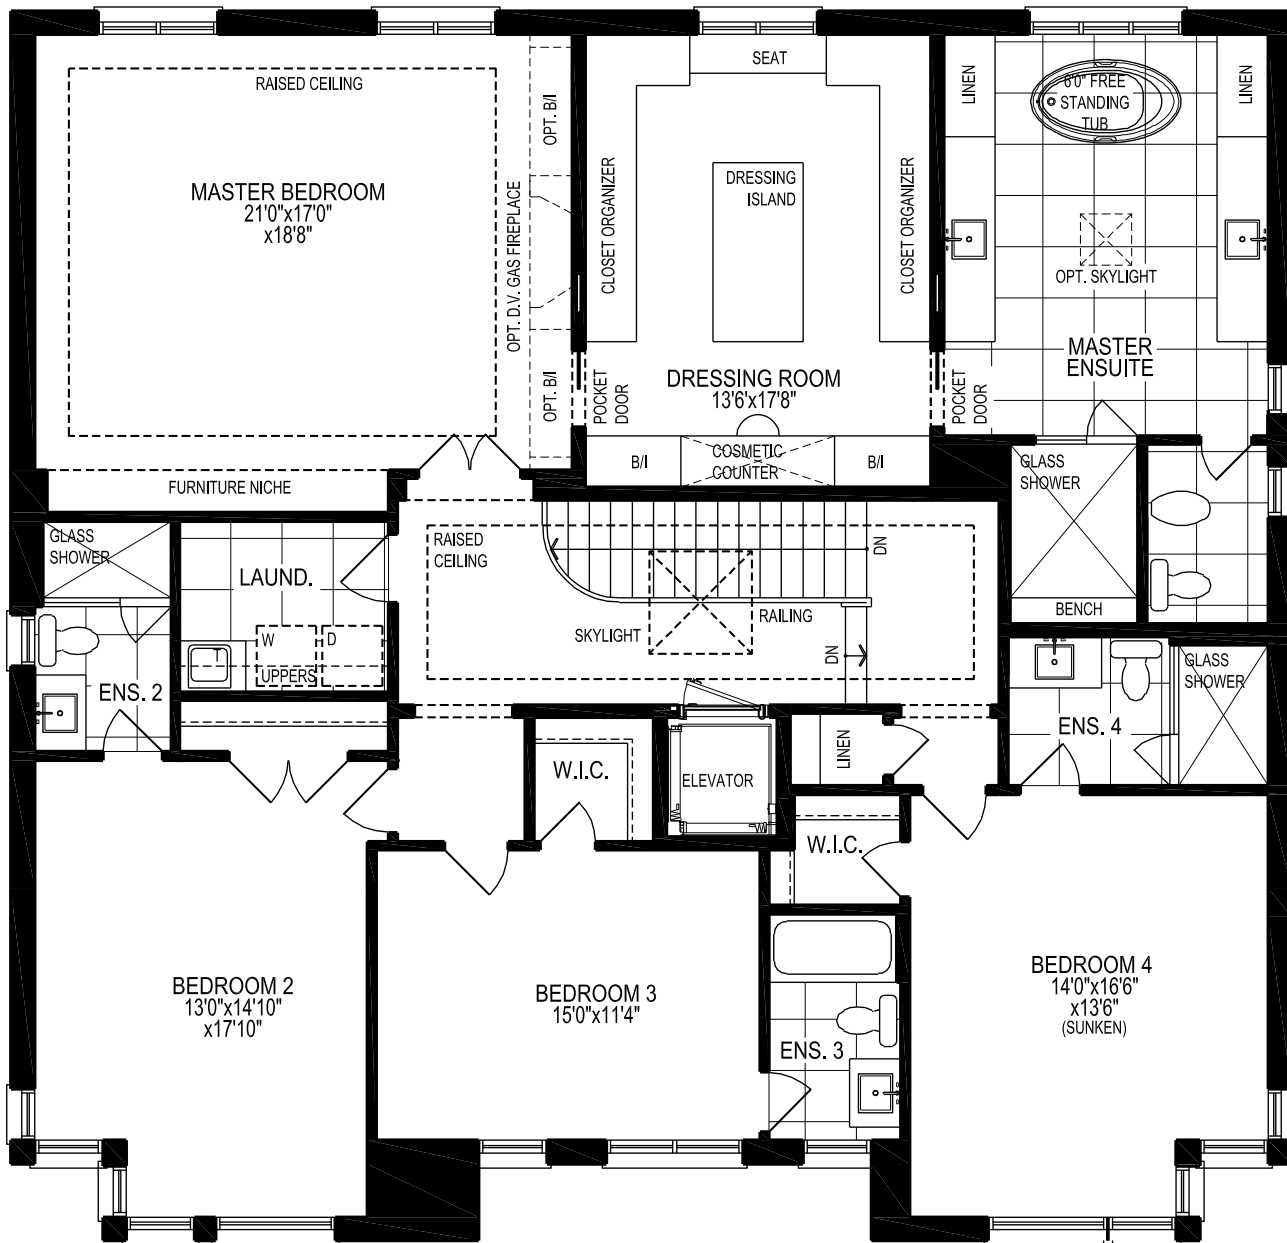 RAISED CEILING
MASTER BEDROOM
21'0"x17'0"
x18'8"
OPT. B/I
OPT. D.V. GAS FIREPLACE
OPT. B/I
FURNITURE NICHE
SEAT
CLOSET ORGANIZER
DRESSING
ISLAND
CLOSET ORGANIZER
POCKET
DOOR
DRESSING ROOM
13'6"x17'8"
B/I
COSMETIC
COUNTER
B/I
LINEN
6'0" FREE
STANDING
TUB
LINEN
OPT. SKYLIGHT
MASTER
ENSUITE
POCKET
DOOR
GLASS
SHOWER
BENCH
GLASS
SHOWER
LAUND.
W
D
UPPERS
ENS. 2
RAISED
CEILING
DN
SKYLIGHT
RAILING
DN
GLASS
SHOWER
ENS. 4
W.I.C.
ELEVATOR
LINEN
W.I.C.
BEDROOM 2
13'0"x14'10"
x17'10"
BEDROOM 3
15'0"x11'4"
ENS. 3
BEDROOM 4
14'0"x16'6"
x13'6"
(SUNKEN)